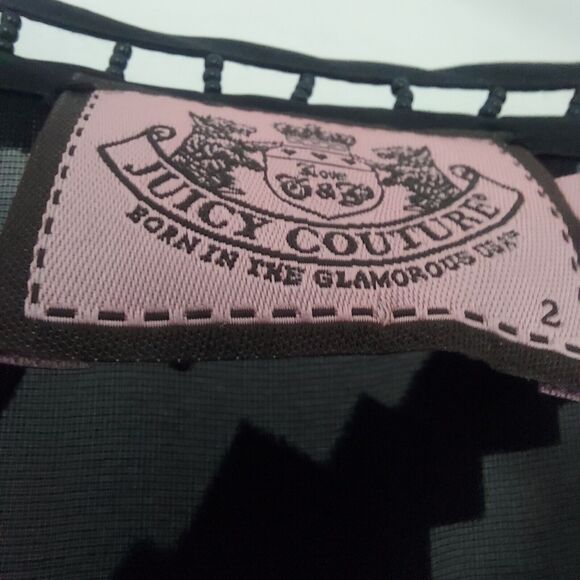 Love
G & P
JUICY COUTURE
BORN IN THE GLAMOROUS USA
2